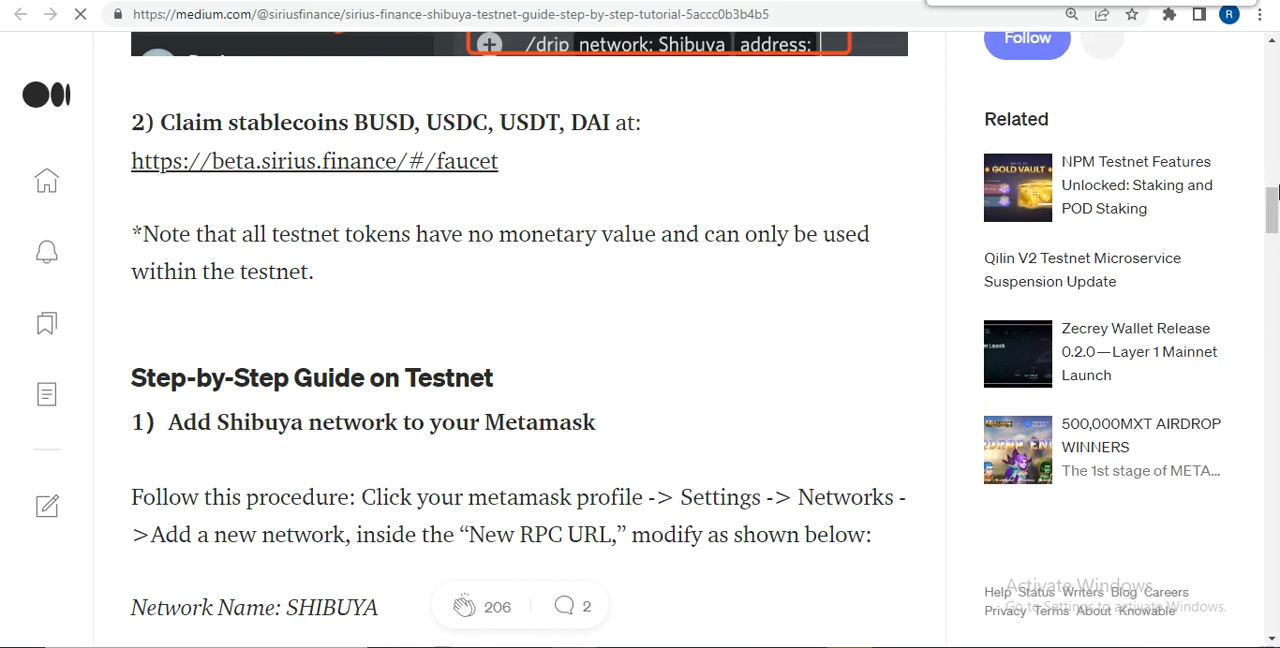 https://medium.com/@siriusfinance/sirius-finance-shibuya-testnet-guide-step-by-step-tutorial-5accc0b3b4b5
R
/drip network: Shibuya address:
2) Claim stablecoins BUSD, USDC, USDT, DAI at:
https://beta.sirius.finance/#/faucet
*Note that all testnet tokens have no monetary value and can only be used
within the testnet.
Step-by-Step Guide on Testnet
1) Add Shibuya network to your Metamask
Follow this procedure: Click your metamask profile -> Settings -> Networks -
>Add a new network, inside the “New RPC URL,” modify as shown below:
Network Name: SHIBUYA
206
2
Follow
Related
GOLD VAULT
NPM Testnet Features
Unlocked: Staking and
POD Staking
Qilin V2 Testnet Microservice
Suspension Update
Zecrey Wallet Release
0.2.0—Layer 1 Mainnet
Launch
500,000MXT AIRDROP
WINNERS
The 1st stage of META...
Activate Windows
Go to Settings to activate Windows.
Help Status Writers Blog Careers
Privacy Terms About Knowable